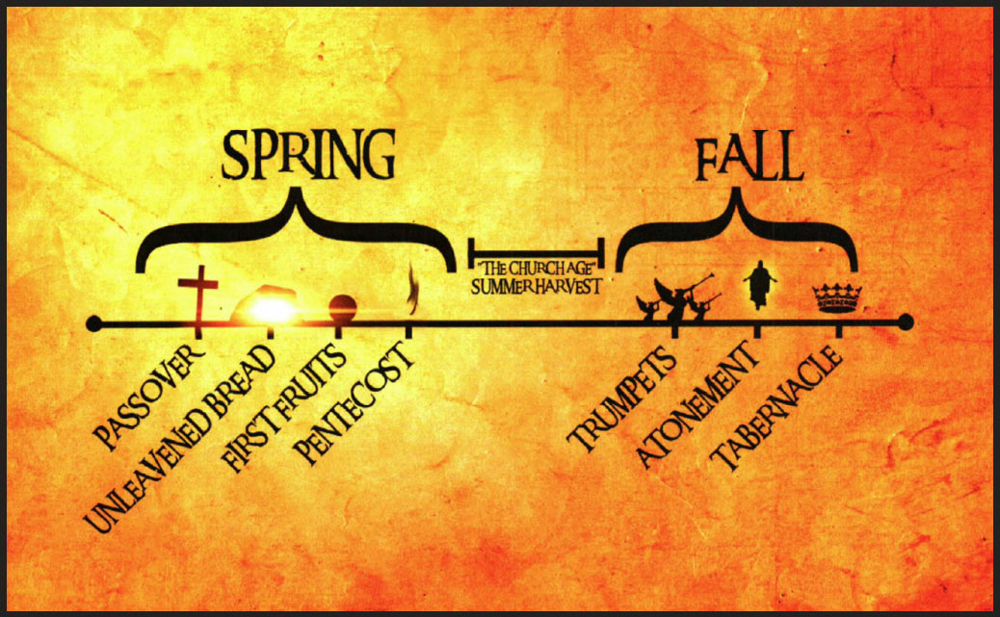 SPRING
FALL
"THE CHURCH AGE"
SUMMER HARVEST
PASSOVER
UNLEAVENED BREAD
FIRST FRUITS
PENTECOST
TRUMPETS
ATONEMENT
TABERNACLE